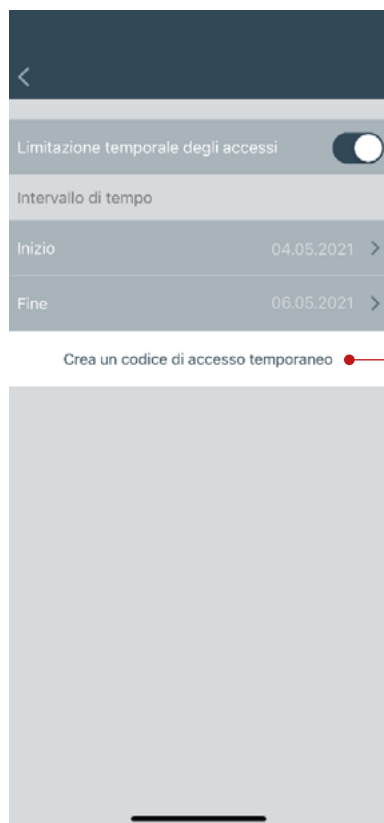 Limitazione temporale degli accessi
Intervallo di tempo
Inizio 04.05.2021
Fine 06.05.2021
Crea un codice di accesso temporaneo